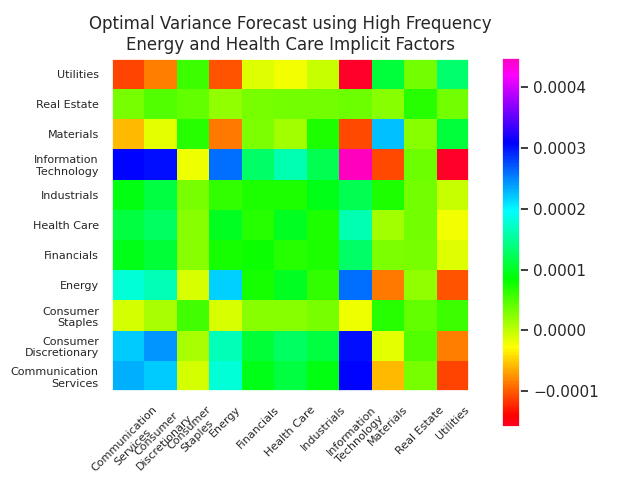 Optimal Variance Forecast using High Frequency
Energy and Health Care Implicit Factors
Utilities
Real Estate
Materials
Information
Technology
Industrials
Health Care
Financials
Energy
Consumer
Staples
Consumer
Discretionary
Communication
Services
Communication
Services
Consumer
Discretionary
Consumer
Staples
Energy
Financials
Health Care
Industrials
Information
Technology
Materials
Real Estate
Utilities
0.0004
0.0003
0.0002
0.0001
0.0000
−0.0001